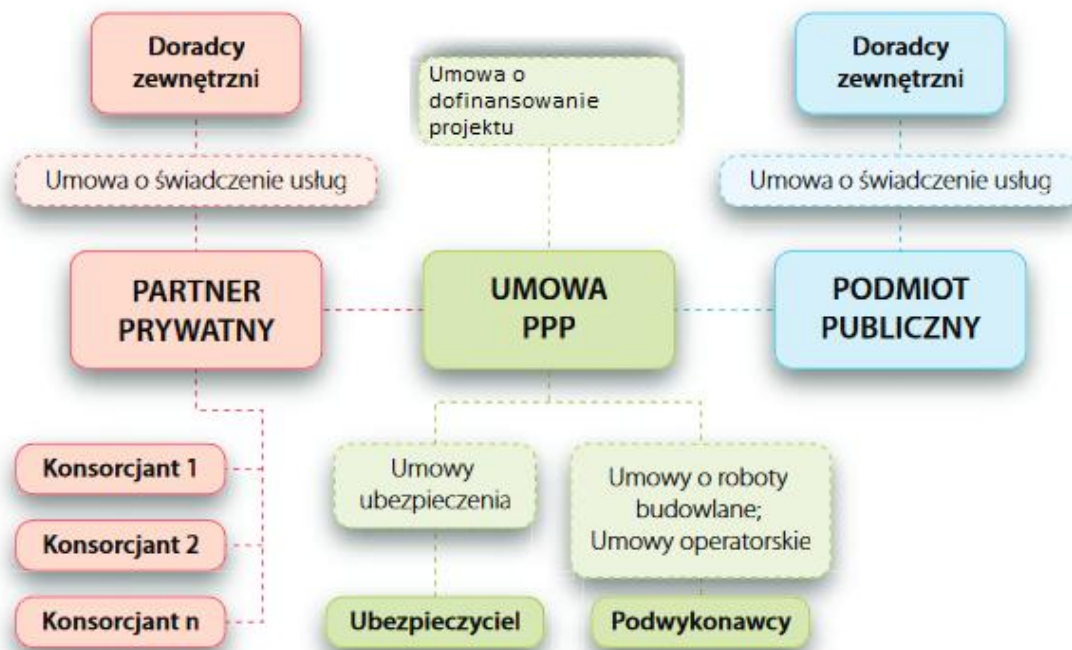 Doradcy
zewnętrzni
Umowa o
dofinansowanie
projektu
Doradcy
zewnętrzni
Umowa o świadczenie usług
Umowa o świadczenie usług
PARTNER
PRYWATNY
UMOWA
PPP
PODMIOT
PUBLICZNY
Konsorcjant 1
Konsorcjant 2
Konsorcjant n
Umowy
ubezpieczenia
Umowy o roboty
budowlane;
Umowy operatorskie
Ubezpieczyciel
Podwykonawcy